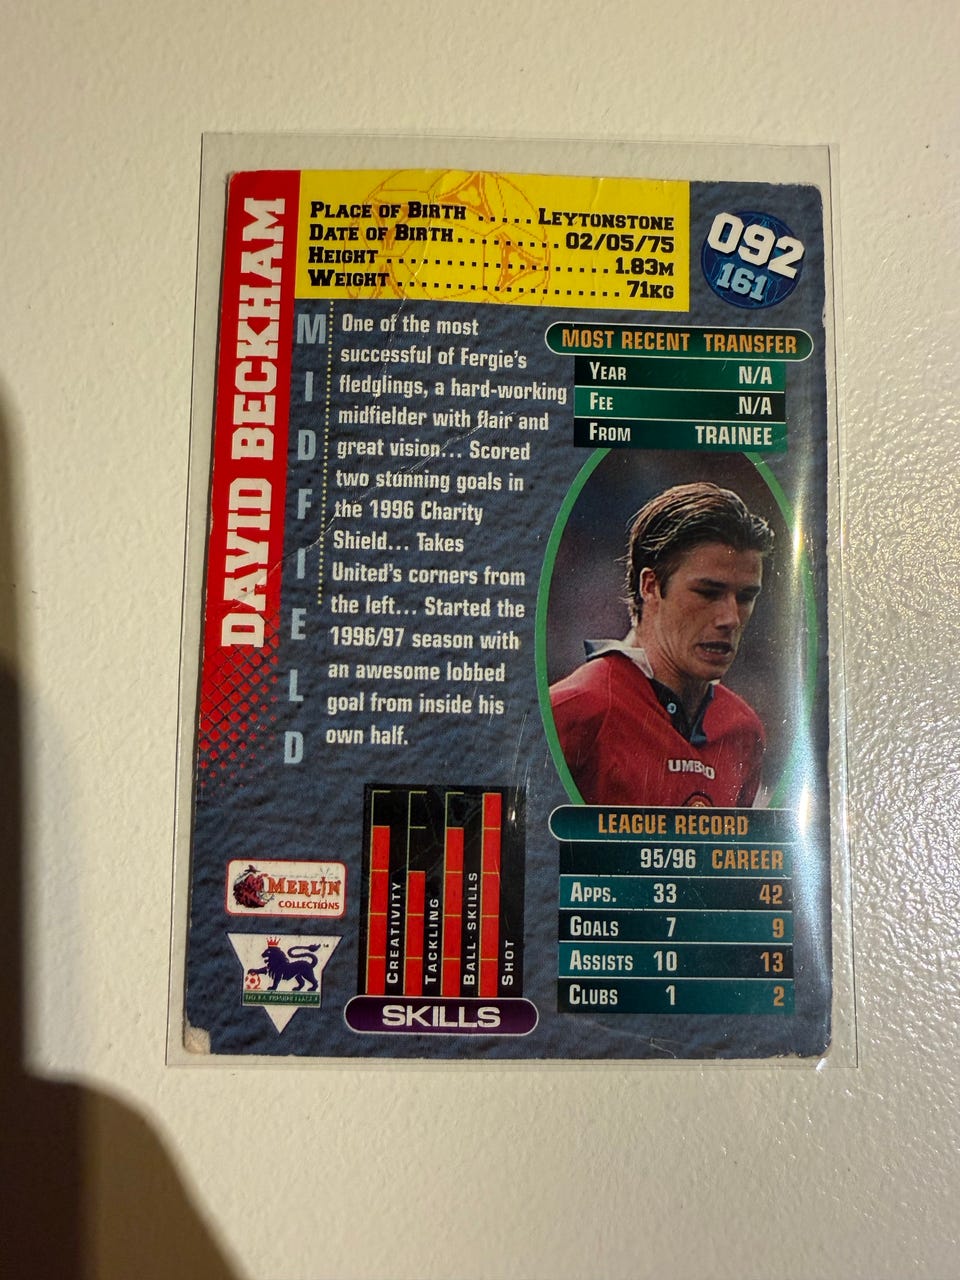 DAVID BECKHAM
MIDFIELD
PLACE OF BIRTH ..... LEYTONSTONE
DATE OF BIRTH ........... 02/05/75
HEIGHT ......................... 1.83M
WEIGHT ......................... 71KG
092
161
One of the most
successful of Fergie's
fledglings, a hard-working
midfielder with flair and
great vision... Scored
two stunning goals in
the 1996 Charity
Shield... Takes
United's corners from
the left... Started the
1996/97 season with
an awesome lobbed
goal from inside his
own half.
MOST RECENT TRANSFER
YEAR N/A
FEE N/A
FROM TRAINEE
UMBRO
LEAGUE RECORD
95/96 CAREER
APPS. 33 42
GOALS 7 9
ASSISTS 10 13
CLUBS 1 2
MERLIN
COLLECTIONS
CREATIVITY
TACKLING
BALL-SKILLS
SHOT
SKILLS